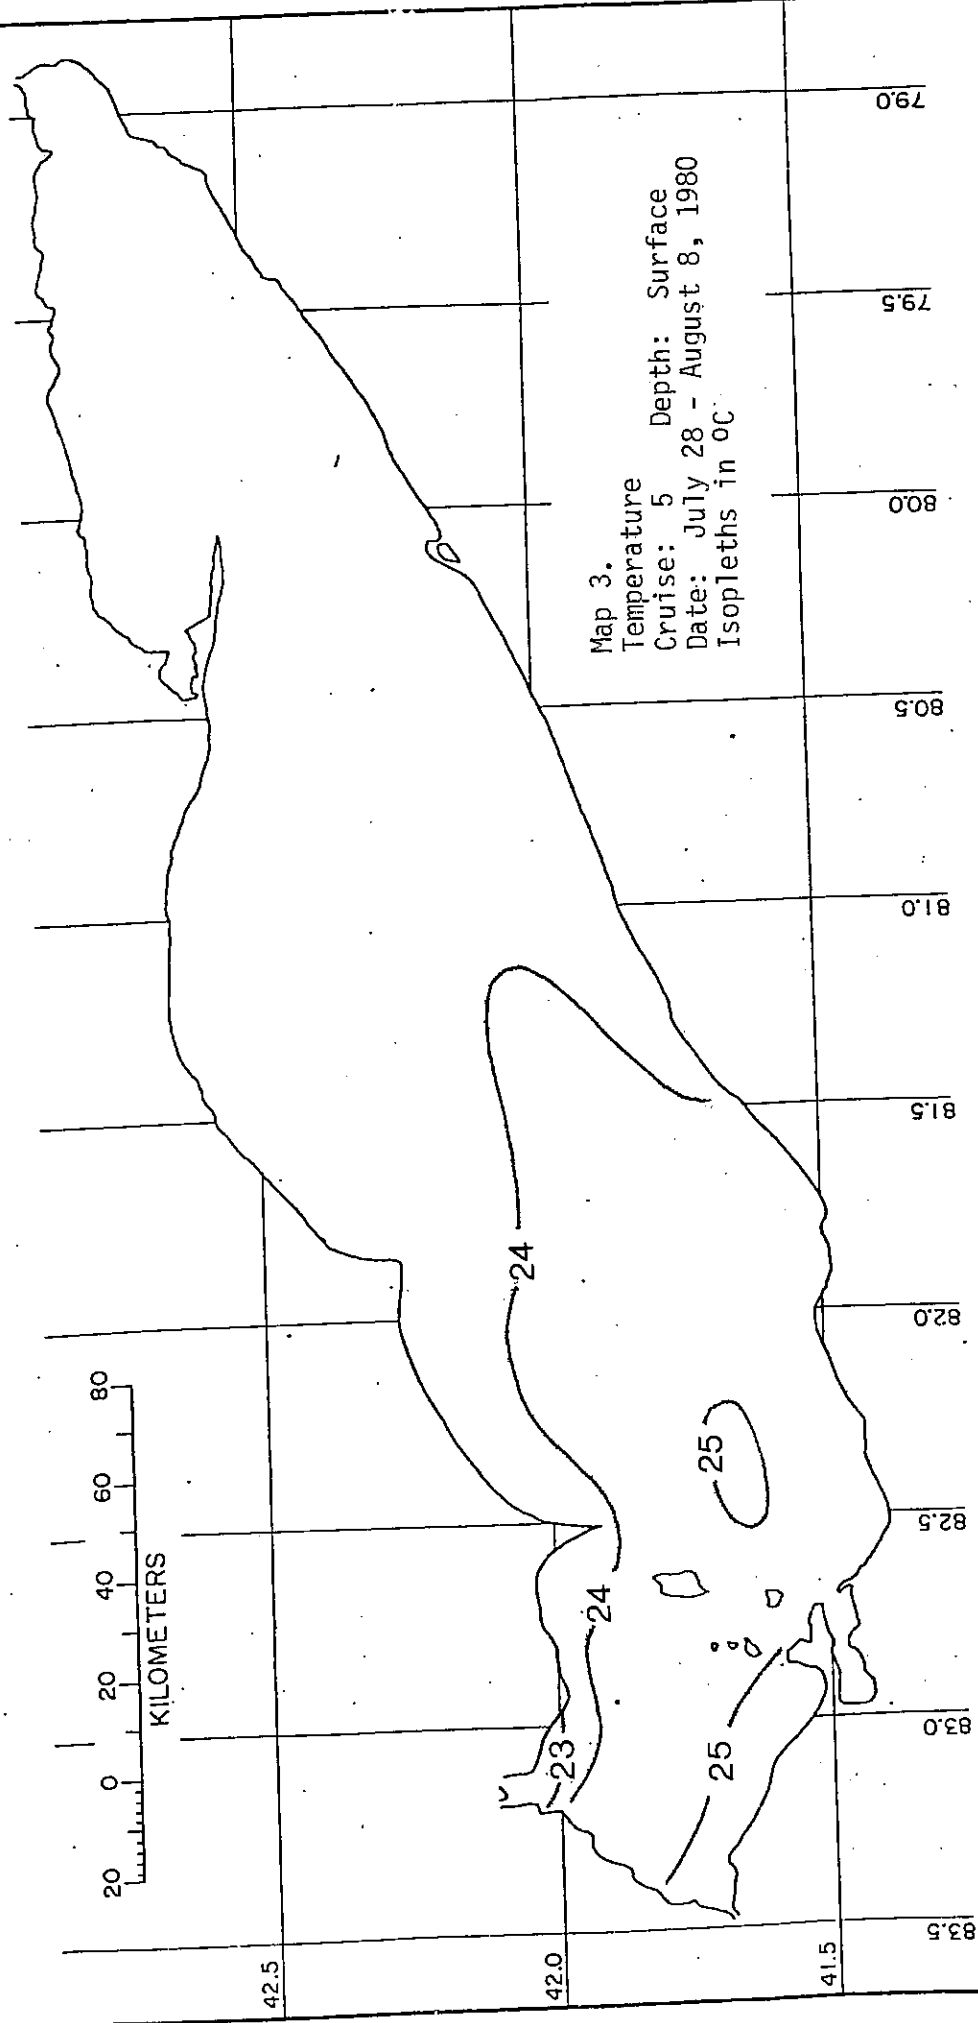 Map 3.
Temperature
Cruise: 5 Depth: Surface
Date: July 28 - August 8, 1980
Isopleths in °C
20 0 20 40 60 80
KILOMETERS
42.5
42.0
41.5
83.5
83.0
82.5
82.0
81.5
81.0
80.5
80.0
79.5
79.0
23
24
24
25
25